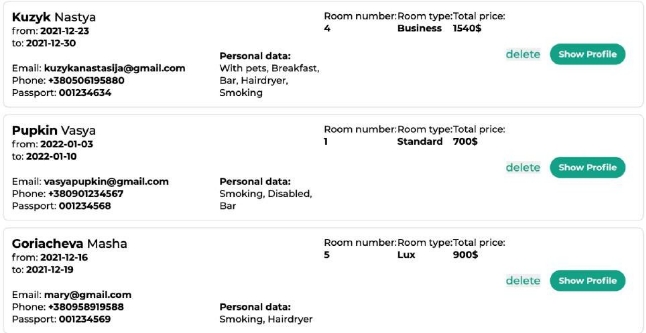 Kuzyk Nastya
from: 2021-12-23
to: 2021-12-30
Email: kuzykanastasija@gmail.com
Phone: +380506195880
Passport: 001234634
Personal data:
With pets, Breakfast,
Bar, Hairdryer,
Smoking
Room number: Room type: Total price:
4 Business 1540$
delete Show Profile
Pupkin Vasya
from: 2022-01-03
to: 2022-01-10
Email: vasyapupkin@gmail.com
Phone: +380901234567
Passport: 001234568
Personal data:
Smoking, Disabled,
Bar
Room number: Room type: Total price:
1 Standard 700$
delete Show Profile
Goriacheva Masha
from: 2021-12-16
to: 2021-12-19
Email: mary@gmail.com
Phone: +380958919588
Passport: 001234569
Personal data:
Smoking, Hairdryer
Room number: Room type: Total price:
5 Lux 900$
delete Show Profile